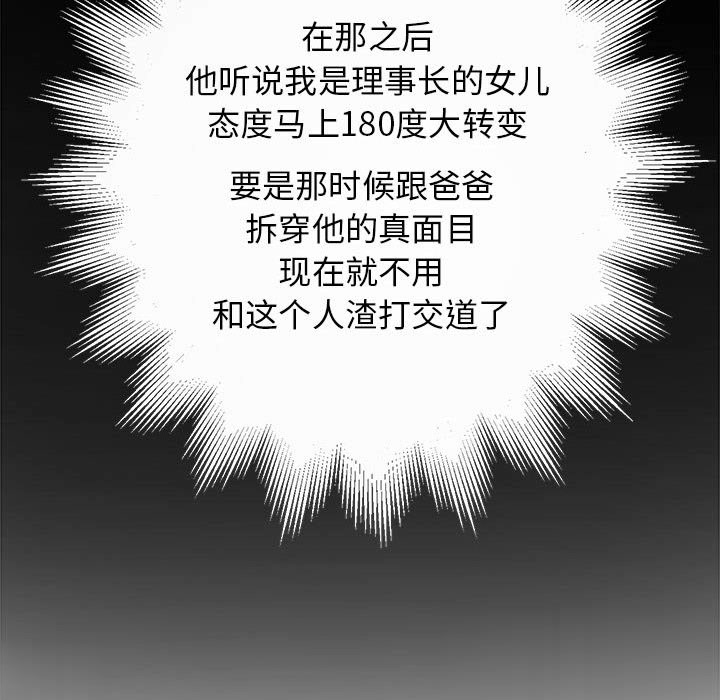 在那之后
他听说我是理事长的女儿
态度马上180度大转变
要是那时候跟爸爸
拆穿他的真面目
现在就不用
和这个人渣打交道了